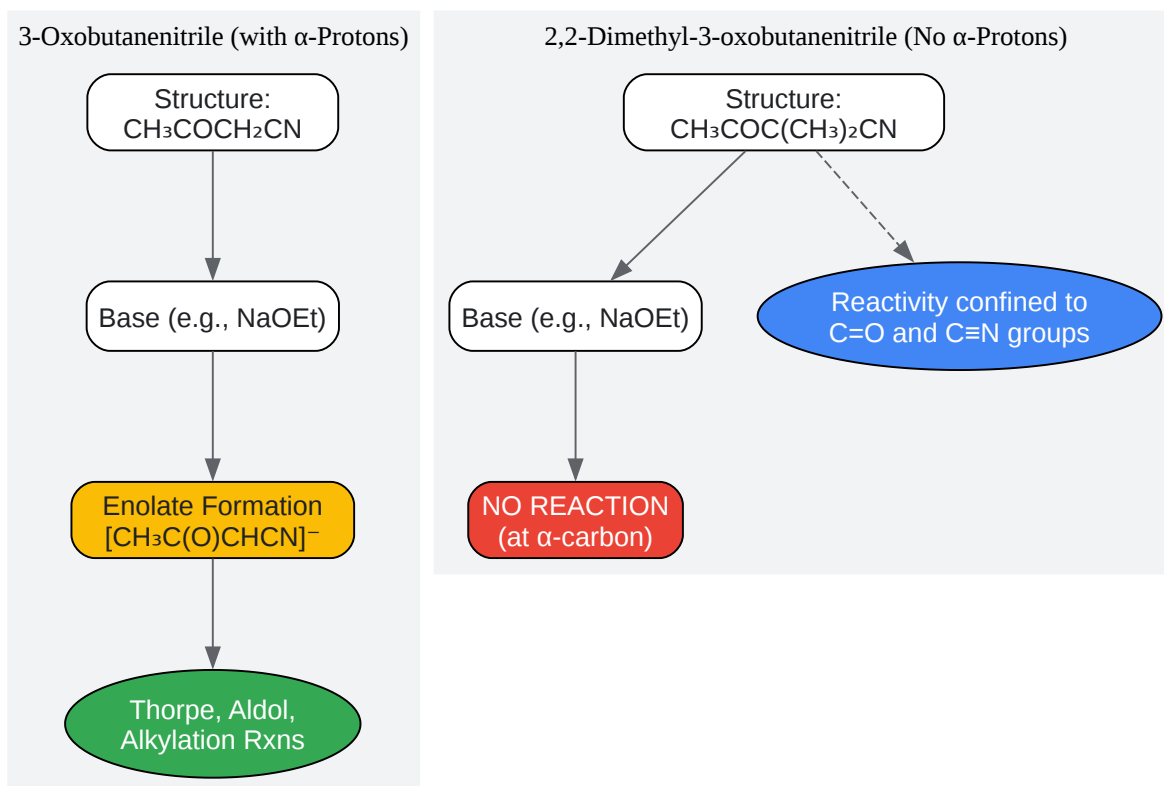 3-Oxobutanenitrile (with α-Protons)
Structure:
CH₃COCH₂CN
Base (e.g., NaOEt)
Enolate Formation
[CH₃C(O)CHCN]⁻
Thorpe, Aldol,
Alkylation Rxns
2,2-Dimethyl-3-oxobutanenitrile (No α-Protons)
Structure:
CH₃COC(CH₃)₂CN
Base (e.g., NaOEt)
Reactivity confined to
C=O and C≡N groups
NO REACTION
(at α-carbon)